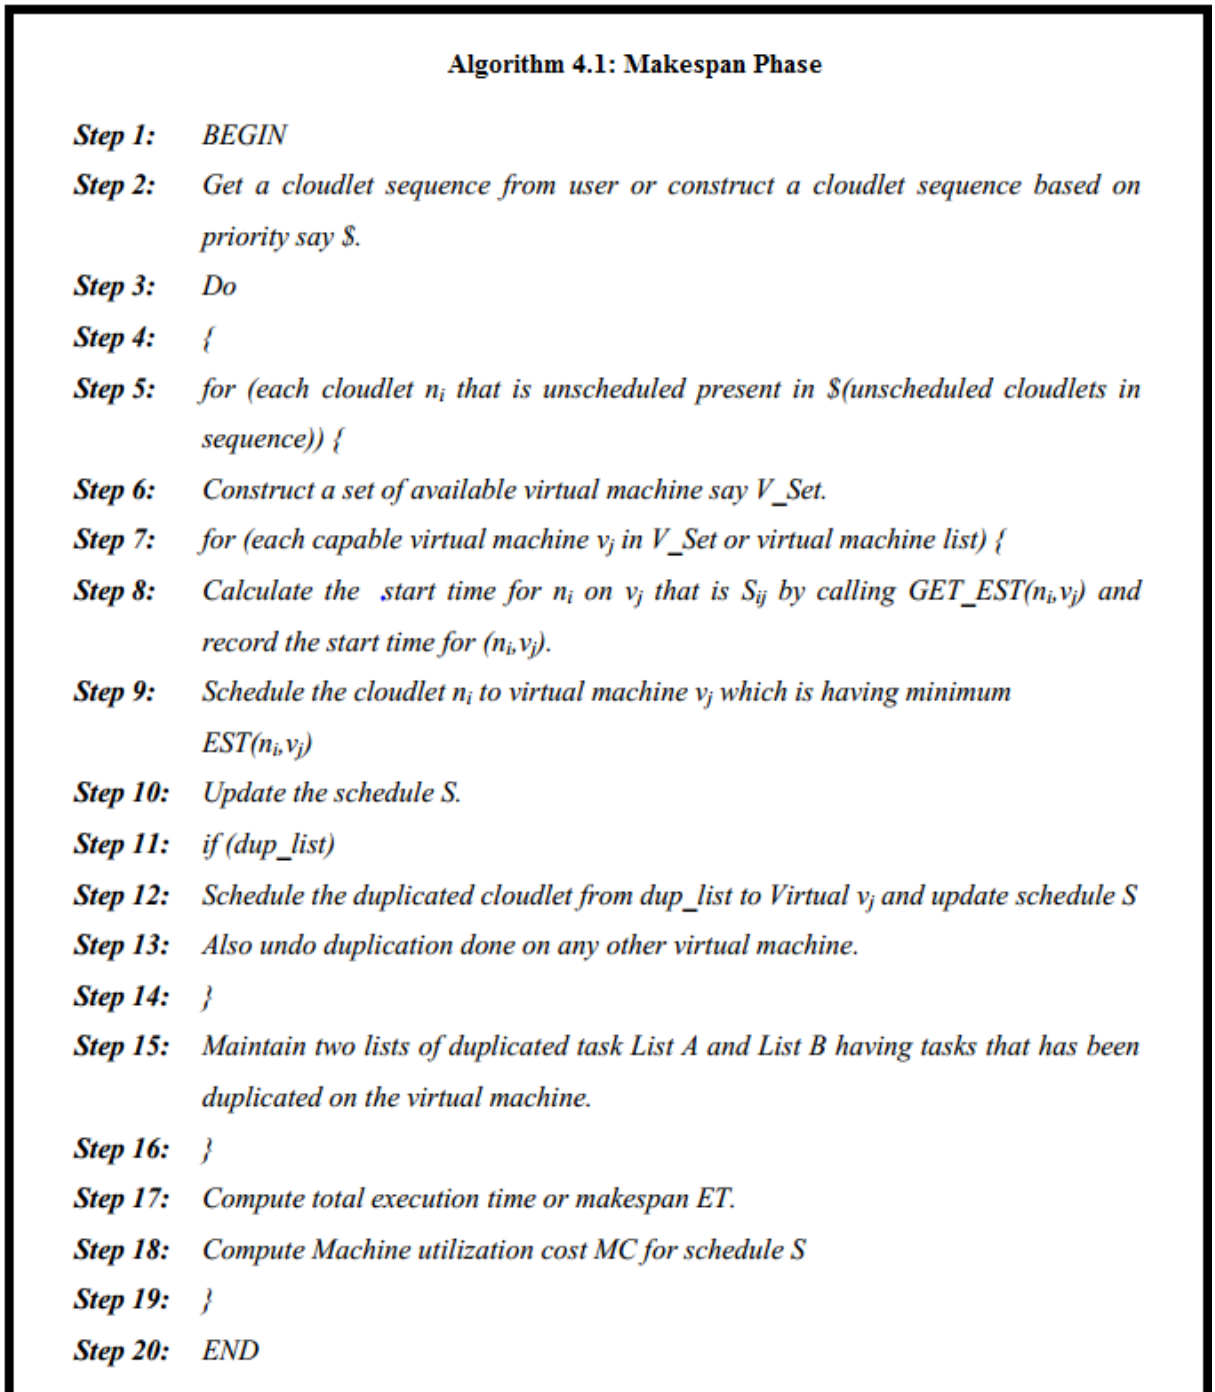 Algorithm 4.1: Makespan Phase
Step 1: BEGIN
Step 2: Get a cloudlet sequence from user or construct a cloudlet sequence based on
priority say $.
Step 3: Do
Step 4: {
Step 5: for (each cloudlet nᵢ that is unscheduled present in $(unscheduled cloudlets in
sequence)) {
Step 6: Construct a set of available virtual machine say V_Set.
Step 7: for (each capable virtual machine vⱼ in V_Set or virtual machine list) {
Step 8: Calculate the start time for nᵢ on vⱼ that is Sᵢⱼ by calling GET_EST(nᵢ,vⱼ) and
record the start time for (nᵢ,vⱼ).
Step 9: Schedule the cloudlet nᵢ to virtual machine vⱼ which is having minimum
EST(nᵢ,vⱼ)
Step 10: Update the schedule S.
Step 11: if (dup_list)
Step 12: Schedule the duplicated cloudlet from dup_list to Virtual vⱼ and update schedule S
Step 13: Also undo duplication done on any other virtual machine.
Step 14: }
Step 15: Maintain two lists of duplicated task List A and List B having tasks that has been
duplicated on the virtual machine.
Step 16: }
Step 17: Compute total execution time or makespan ET.
Step 18: Compute Machine utilization cost MC for schedule S
Step 19: }
Step 20: END